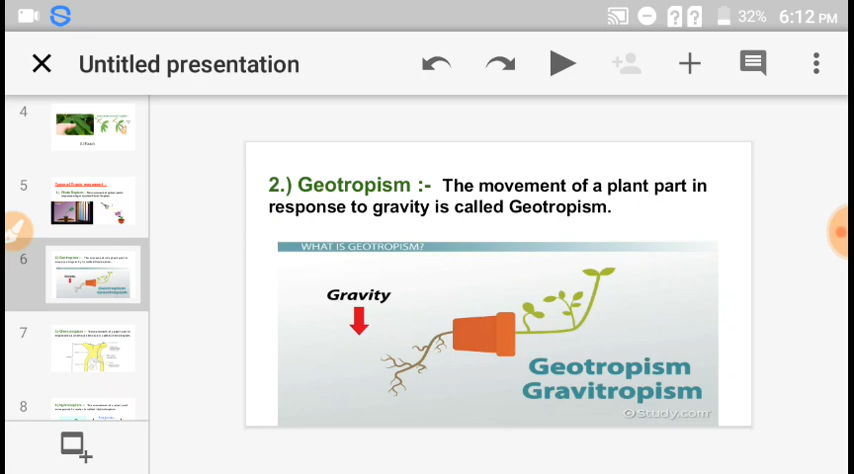 32% 6:12 PM
Untitled presentation
4
5
6
7
8
2.) Geotropism :- The movement of a plant part in
response to gravity is called Geotropism.
WHAT IS GEOTROPISM?
Gravity
Geotropism
Gravitropism
Study.com